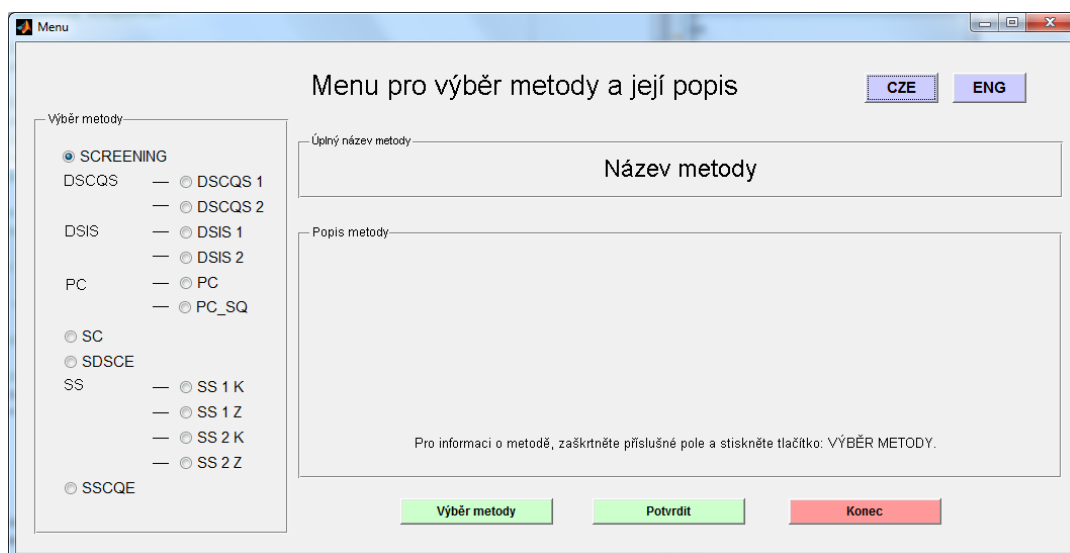 Menu
Menu pro výběr metody a její popis
CZE
ENG
Výběr metody
SCREENING
DSCQS — DSCQS 1
— DSCQS 2
DSIS — DSIS 1
— DSIS 2
PC — PC
— PC_SQ
SC
SDSCE
SS — SS 1 K
— SS 1 Z
— SS 2 K
— SS 2 Z
SSCQE
Úplný název metody
Název metody
Popis metody
Pro informaci o metodě, zaškrtněte příslušné pole a stiskněte tlačítko: VÝBĚR METODY.
Výběr metody
Potvrdit
Konec